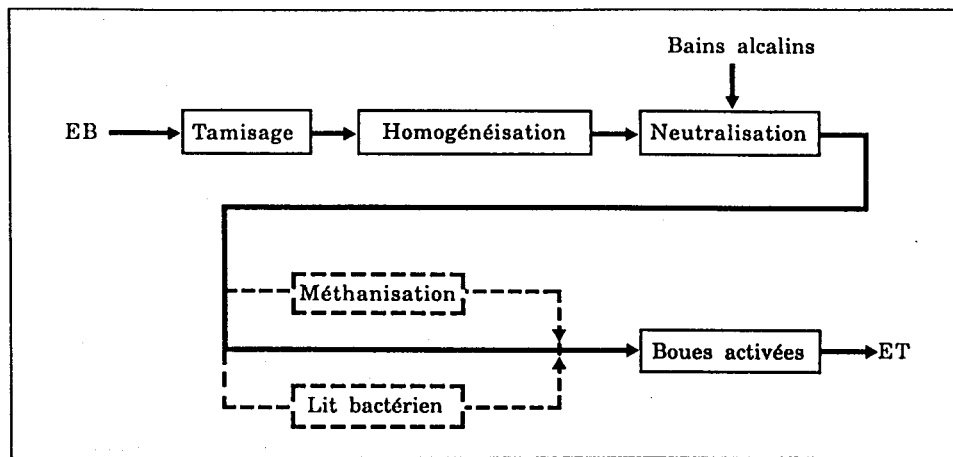 Bains alcalins
EB
Tamisage
Homogénéisation
Neutralisation
Méthanisation
Boues activées
ET
Lit bactérien